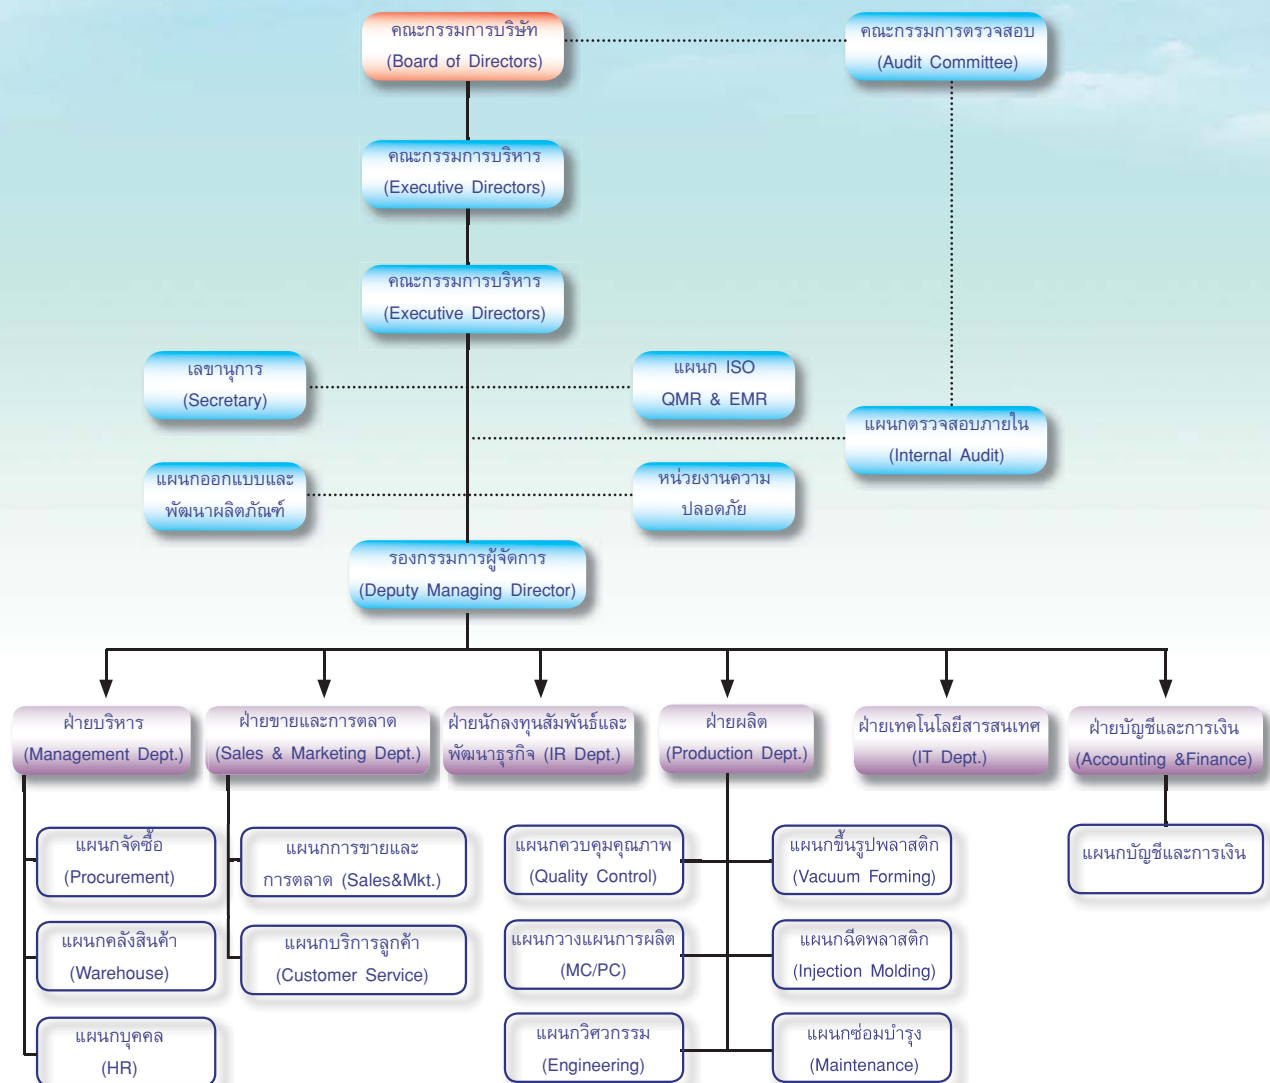 คณะกรรมการบริษัท
(Board of Directors)
คณะกรรมการตรวจสอบ
(Audit Committee)
คณะกรรมการบริหาร
(Executive Directors)
คณะกรรมการบริหาร
(Executive Directors)
เลขานุการ
(Secretary)
แผนก ISO
QMR & EMR
แผนกตรวจสอบภายใน
(Internal Audit)
แผนกออกแบบและ
พัฒนาผลิตภัณฑ์
หน่วยงานความ
ปลอดภัย
รองกรรมการผู้จัดการ
(Deputy Managing Director)
ฝ่ายบริหาร
(Management Dept.)
ฝ่ายขายและการตลาด
(Sales & Marketing Dept.)
ฝ่ายนักลงทุนสัมพันธ์และ
พัฒนาธุรกิจ (IR Dept.)
ฝ่ายผลิต
(Production Dept.)
ฝ่ายเทคโนโลยีสารสนเทศ
(IT Dept.)
ฝ่ายบัญชีและการเงิน
(Accounting &Finance)
แผนกจัดซื้อ
(Procurement)
แผนกการขายและ
การตลาด (Sales&Mkt.)
แผนกควบคุมคุณภาพ
(Quality Control)
แผนกขึ้นรูปพลาสติก
(Vacuum Forming)
แผนกบัญชีและการเงิน
แผนกคลังสินค้า
(Warehouse)
แผนกบริการลูกค้า
(Customer Service)
แผนกวางแผนการผลิต
(MC/PC)
แผนกฉีดพลาสติก
(Injection Molding)
แผนกบุคคล
(HR)
แผนกวิศวกรรม
(Engineering)
แผนกซ่อมบำรุง
(Maintenance)